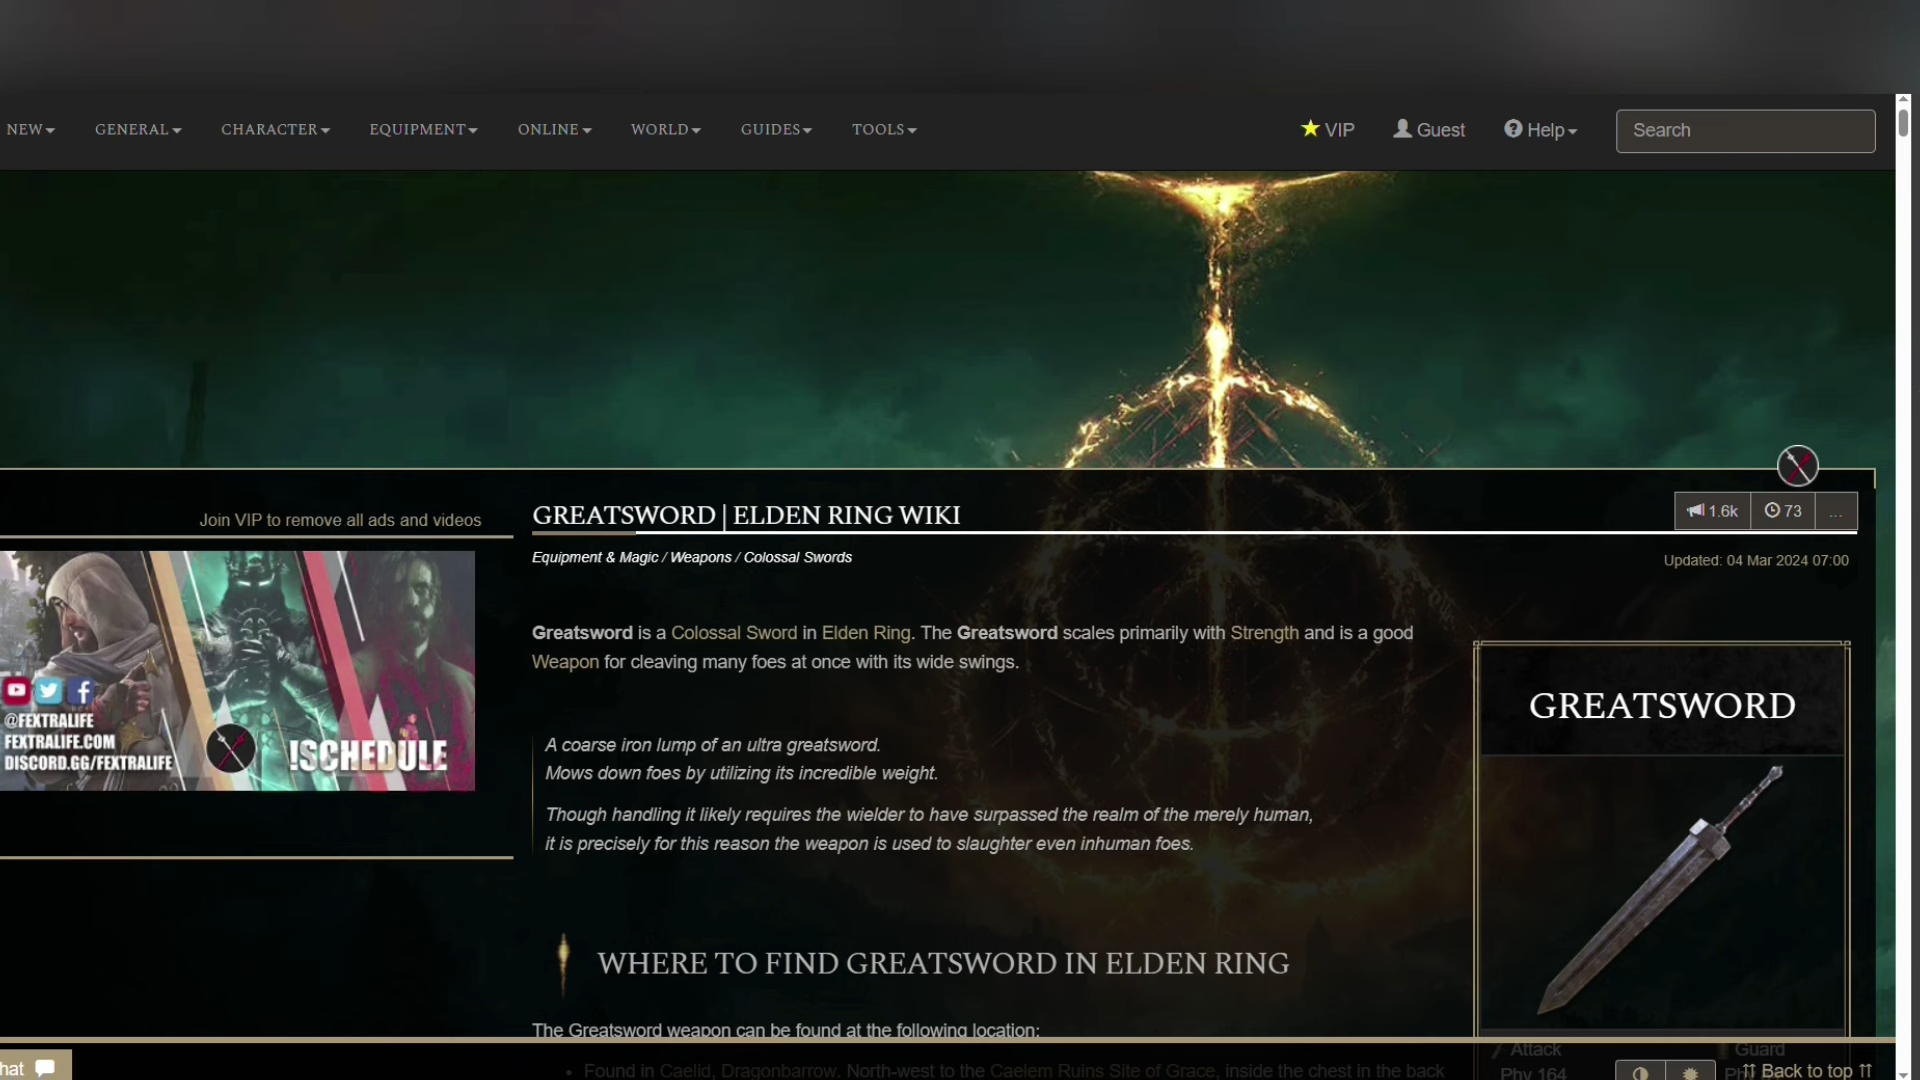 NEW GENERAL CHARACTER EQUIPMENT ONLINE WORLD GUIDES TOOLS VIP Guest Help Search
Join VIP to remove all ads and videos
@FEXTRALIFE
FEXTRALIFE.COM
DISCORD.GG/FEXTRALIFE
!SCHEDULE
GREATSWORD | ELDEN RING WIKI
1.6k 73 ...
Equipment & Magic / Weapons / Colossal Swords
Updated: 04 Mar 2024 07:00
Greatsword is a Colossal Sword in Elden Ring. The Greatsword scales primarily with Strength and is a good
Weapon for cleaving many foes at once with its wide swings.
A coarse iron lump of an ultra greatsword.
Mows down foes by utilizing its incredible weight.
Though handling it likely requires the wielder to have surpassed the realm of the merely human,
it is precisely for this reason the weapon is used to slaughter even inhuman foes.
GREATSWORD
WHERE TO FIND GREATSWORD IN ELDEN RING
The Greatsword weapon can be found at the following location:
Found in Caelid, Dragonbarrow. North-west to the Caelem Ruins Site of Grace, inside the chest in the back
Attack Guard
Phy 164
hat
Back to top